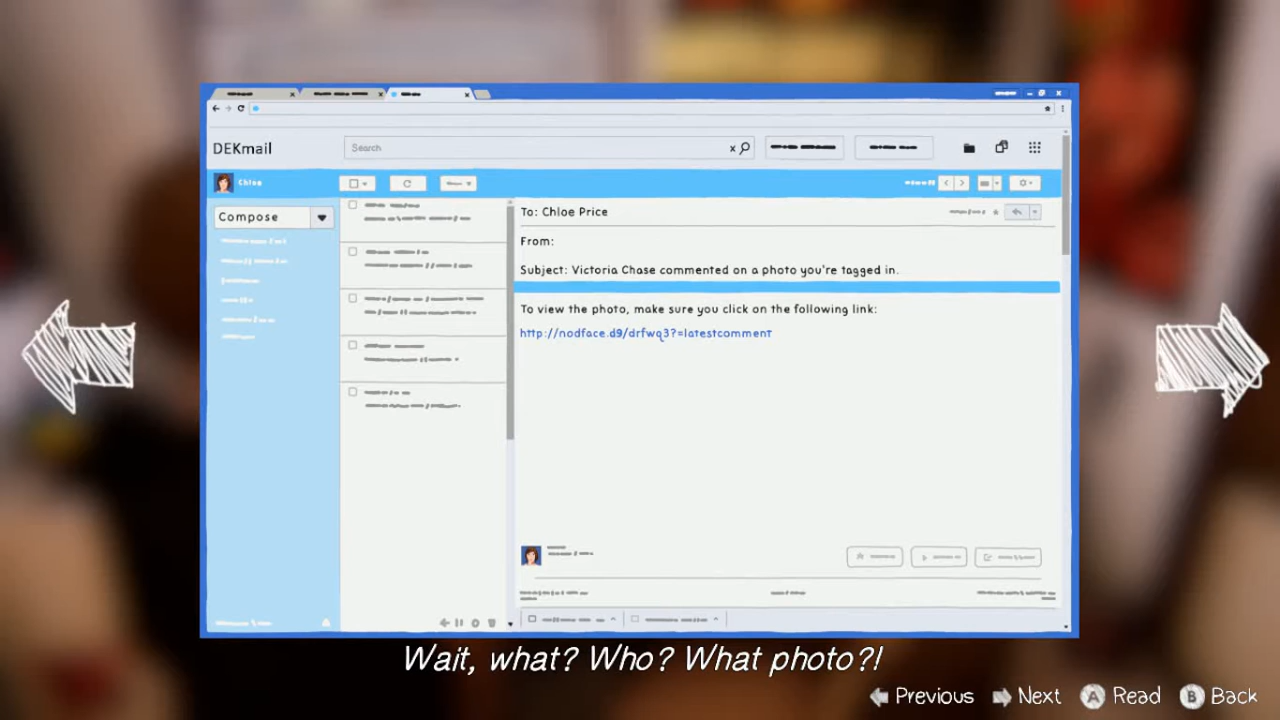 DEKmail
Search
x
Chloe
Compose
To: Chloe Price
From:
Subject: Victoria Chase commented on a photo you're tagged in.
To view the photo, make sure you click on the following link:
http://nodface.d9/drfwq3?=latestcomment
Wait, what? Who? What photo?!
Previous Next A Read B Back